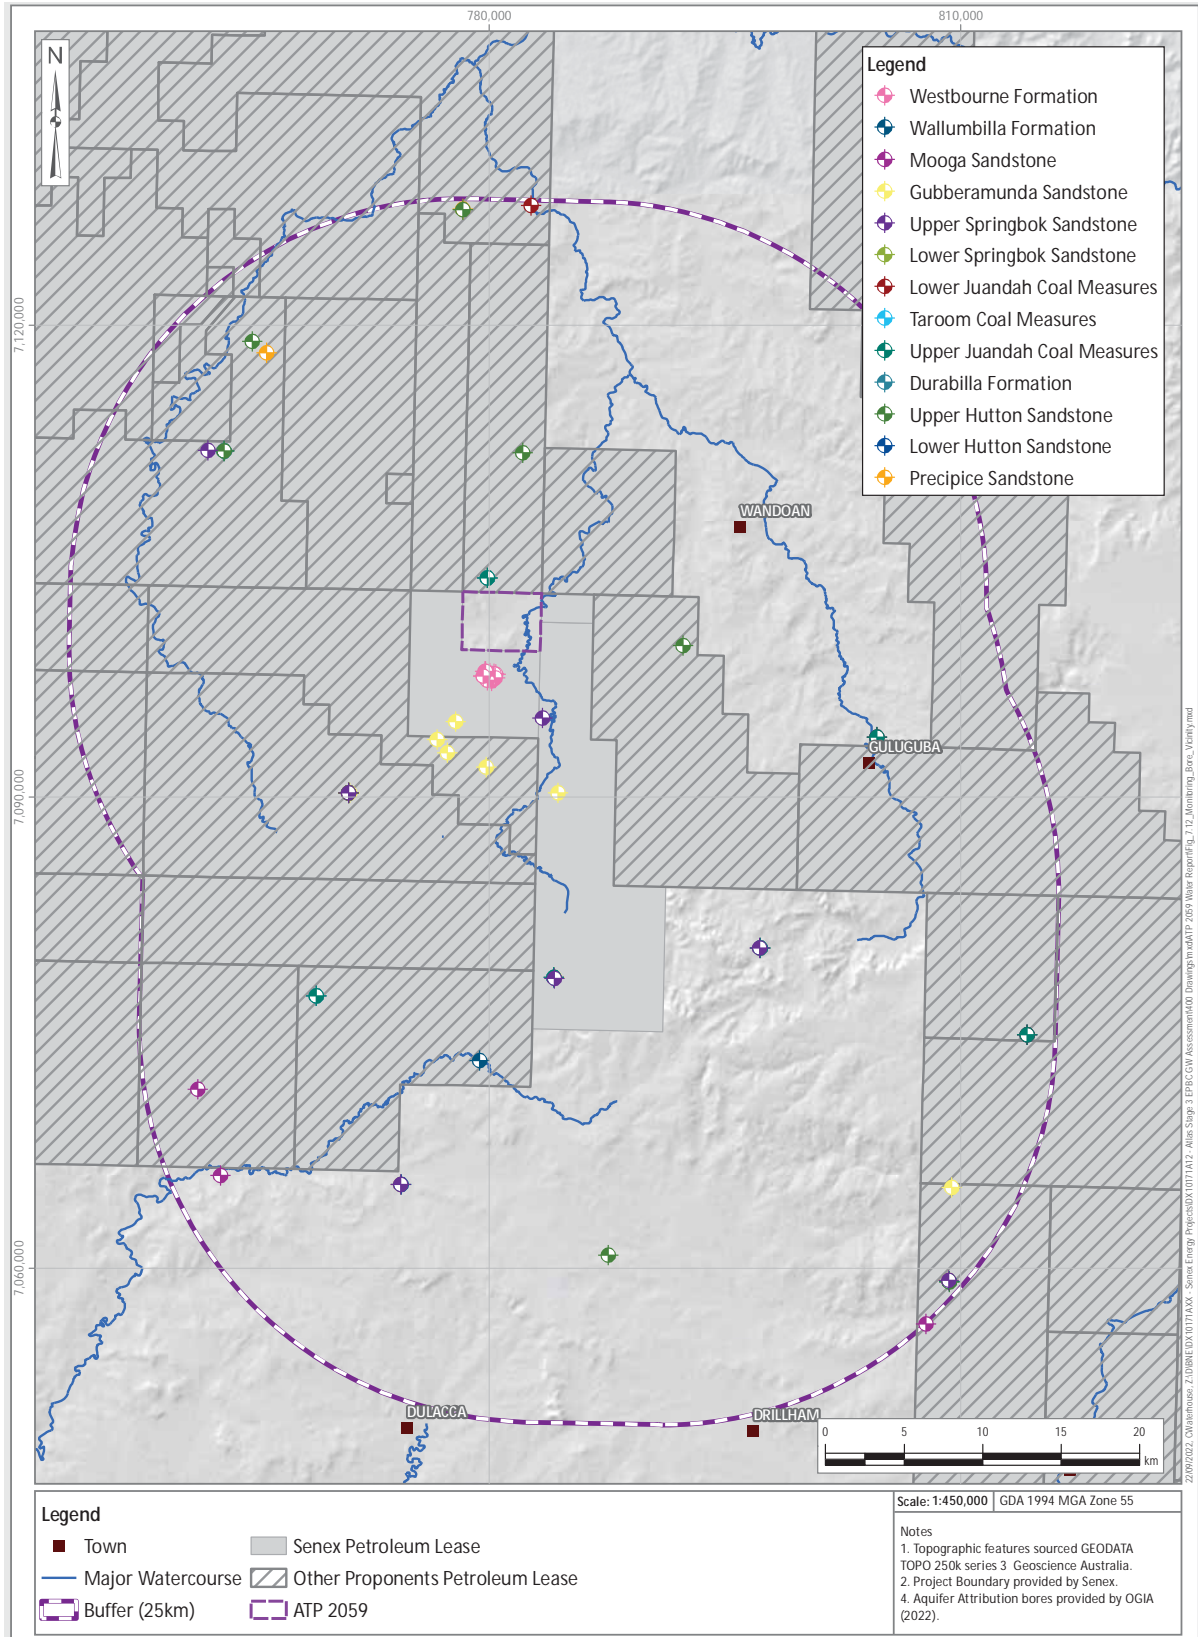 780,000
810,000
N
Legend
Westbourne Formation
Wallumbilla Formation
Mooga Sandstone
Gubberamunda Sandstone
Upper Springbok Sandstone
Lower Springbok Sandstone
Lower Juandah Coal Measures
Taroom Coal Measures
Upper Juandah Coal Measures
Durabilla Formation
Upper Hutton Sandstone
Lower Hutton Sandstone
Precipice Sandstone
7,120,000
WANDOAN
GULUGUBA
7,090,000
7,060,000
DULACCA
DRILLHAM
0 5 10 15 20
km
Legend
Town
Senex Petroleum Lease
Major Watercourse
Other Proponents Petroleum Lease
Buffer (25km)
ATP 2059
Scale: 1:450,000
GDA 1994 MGA Zone 55
Notes
1. Topographic features sourced GEODATA
TOPO 250k series 3 Geoscience Australia.
2. Project Boundary provided by Senex.
4. Aquifer Attribution bores provided by OGIA
(2022).